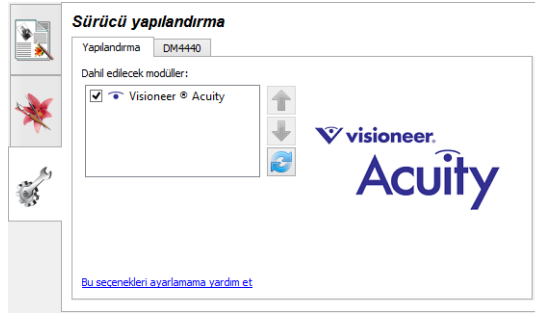 Sürücü yapılandırma
Yapılandırma DM4440
Dahil edilecek modüller:
Visioneer ® Acuity
visioneer.
Acuity
Bu seçenekleri ayarlamama yardım et